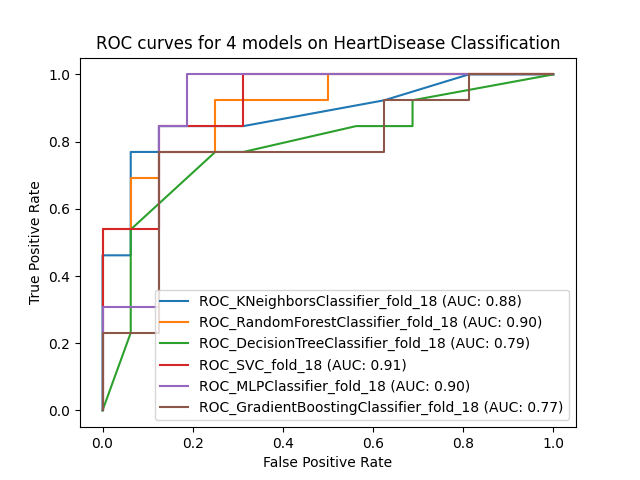 ROC curves for 4 models on HeartDisease Classification
1.0
0.8
0.6
0.4
0.2
0.0
True Positive Rate
ROC_KNeighborsClassifier_fold_18 (AUC: 0.88)
ROC_RandomForestClassifier_fold_18 (AUC: 0.90)
ROC_DecisionTreeClassifier_fold_18 (AUC: 0.79)
ROC_SVC_fold_18 (AUC: 0.91)
ROC_MLPClassifier_fold_18 (AUC: 0.90)
ROC_GradientBoostingClassifier_fold_18 (AUC: 0.77)
0.0 0.2 0.4 0.6 0.8 1.0
False Positive Rate